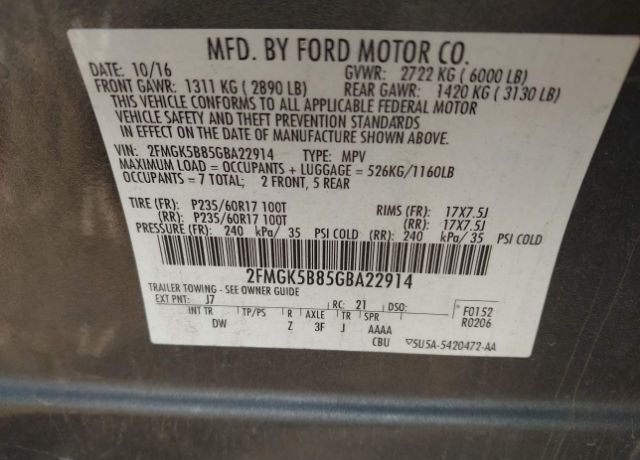 MFD. BY FORD MOTOR CO.
DATE: 10/16 GVWR: 2722 KG ( 6000 LB)
FRONT GAWR: 1311 KG ( 2890 LB) REAR GAWR: 1420 KG ( 3130 LB)
THIS VEHICLE CONFORMS TO ALL APPLICABLE FEDERAL MOTOR
VEHICLE SAFETY AND THEFT PREVENTION STANDARDS
IN EFFECT ON THE DATE OF MANUFACTURE SHOWN ABOVE.
VIN: 2FMGK5B85GBA22914 TYPE: MPV
MAXIMUM LOAD = OCCUPANTS + LUGGAGE = 526KG/1160LB
OCCUPANTS = 7 TOTAL; 2 FRONT, 5 REAR
TIRE (FR): P235/60R17 100T RIMS (FR): 17X7.5J
(RR): P235/60R17 100T (RR): 17X7.5J
PRESSURE (FR): 240 kPa/ 35 PSI COLD (RR): 240 kPa/ 35 PSI COLD
2FMGK5B85GBA22914
TRAILER TOWING - SEE OWNER GUIDE
EXT PNT: J7 RC: 21 DSO: F0152
INT TR TP/PS R AXLE TR SPR R0206
DW Z 3F J AAAA
CBU ▽5U5A-5420472-AA